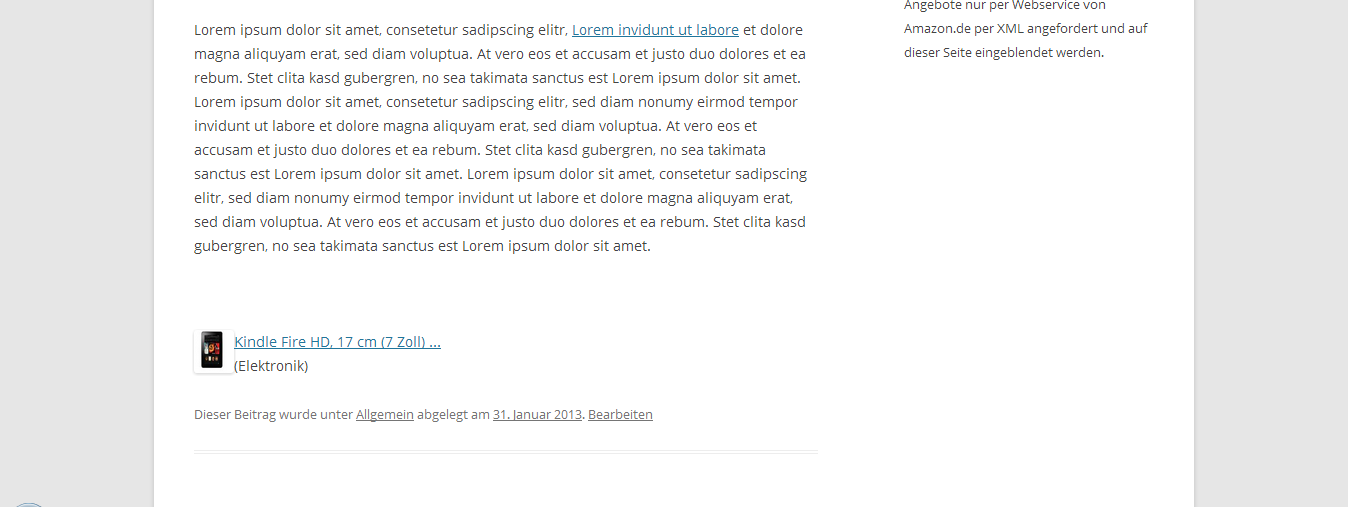 Lorem ipsum dolor sit amet, consetetur sadipscing elitr, Lorem invidunt ut labore et dolore
magna aliquyam erat, sed diam voluptua. At vero eos et accusam et justo duo dolores et ea
rebum. Stet clita kasd gubergren, no sea takimata sanctus est Lorem ipsum dolor sit amet.
Lorem ipsum dolor sit amet, consetetur sadipscing elitr, sed diam nonumy eirmod tempor
invidunt ut labore et dolore magna aliquyam erat, sed diam voluptua. At vero eos et
accusam et justo duo dolores et ea rebum. Stet clita kasd gubergren, no sea takimata
sanctus est Lorem ipsum dolor sit amet. Lorem ipsum dolor sit amet, consetetur sadipscing
elitr, sed diam nonumy eirmod tempor invidunt ut labore et dolore magna aliquyam erat,
sed diam voluptua. At vero eos et accusam et justo duo dolores et ea rebum. Stet clita kasd
gubergren, no sea takimata sanctus est Lorem ipsum dolor sit amet.
Kindle Fire HD, 17 cm (7 Zoll) ...
(Elektronik)
Dieser Beitrag wurde unter Allgemein abgelegt am 31. Januar 2013. Bearbeiten
Angebote nur per Webservice von
Amazon.de per XML angefordert und auf
dieser Seite eingeblendet werden.